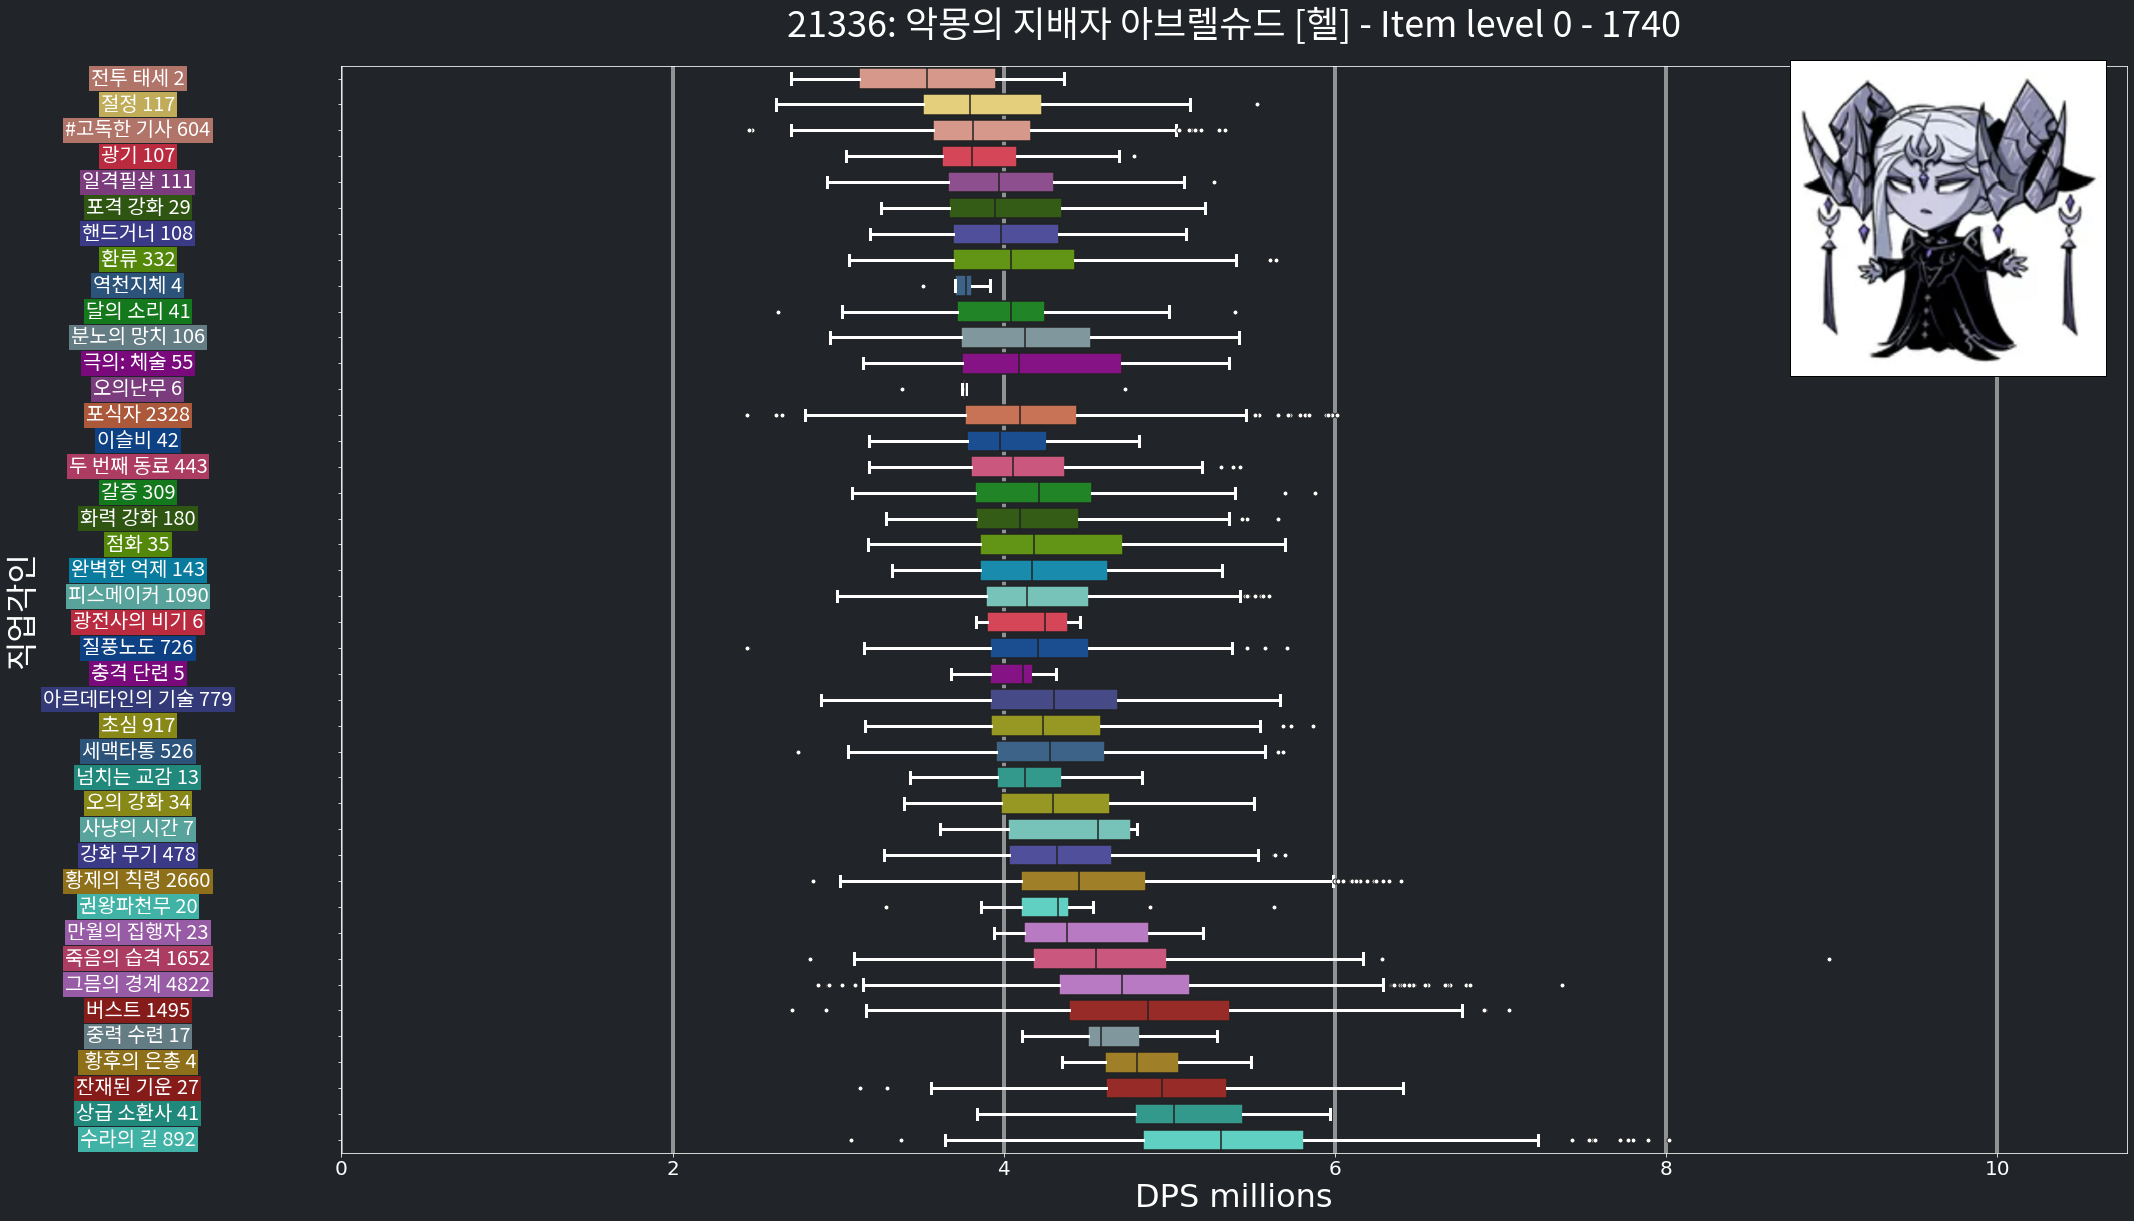 21336: 악몽의 지배자 아브렐슈드 [헬] - Item level 0 - 1740
직업각인
전투 태세 2
절정 117
#고독한 기사 604
광기 107
일격필살 111
포격 강화 29
핸드거너 108
환류 332
역천지체 4
달의 소리 41
분노의 망치 106
극의: 체술 55
오의난무 6
포식자 2328
이슬비 42
두 번째 동료 443
갈증 309
화력 강화 180
점화 35
완벽한 억제 143
피스메이커 1090
광전사의 비기 6
질풍노도 726
충격 단련 5
아르데타인의 기술 779
초심 917
세맥타통 526
넘치는 교감 13
오의 강화 34
사냥의 시간 7
강화 무기 478
황제의 칙령 2660
권왕파천무 20
만월의 집행자 23
죽음의 습격 1652
그믐의 경계 4822
버스트 1495
중력 수련 17
황후의 은총 4
잔재된 기운 27
상급 소환사 41
수라의 길 892
0 2 4 6 8 10
DPS millions